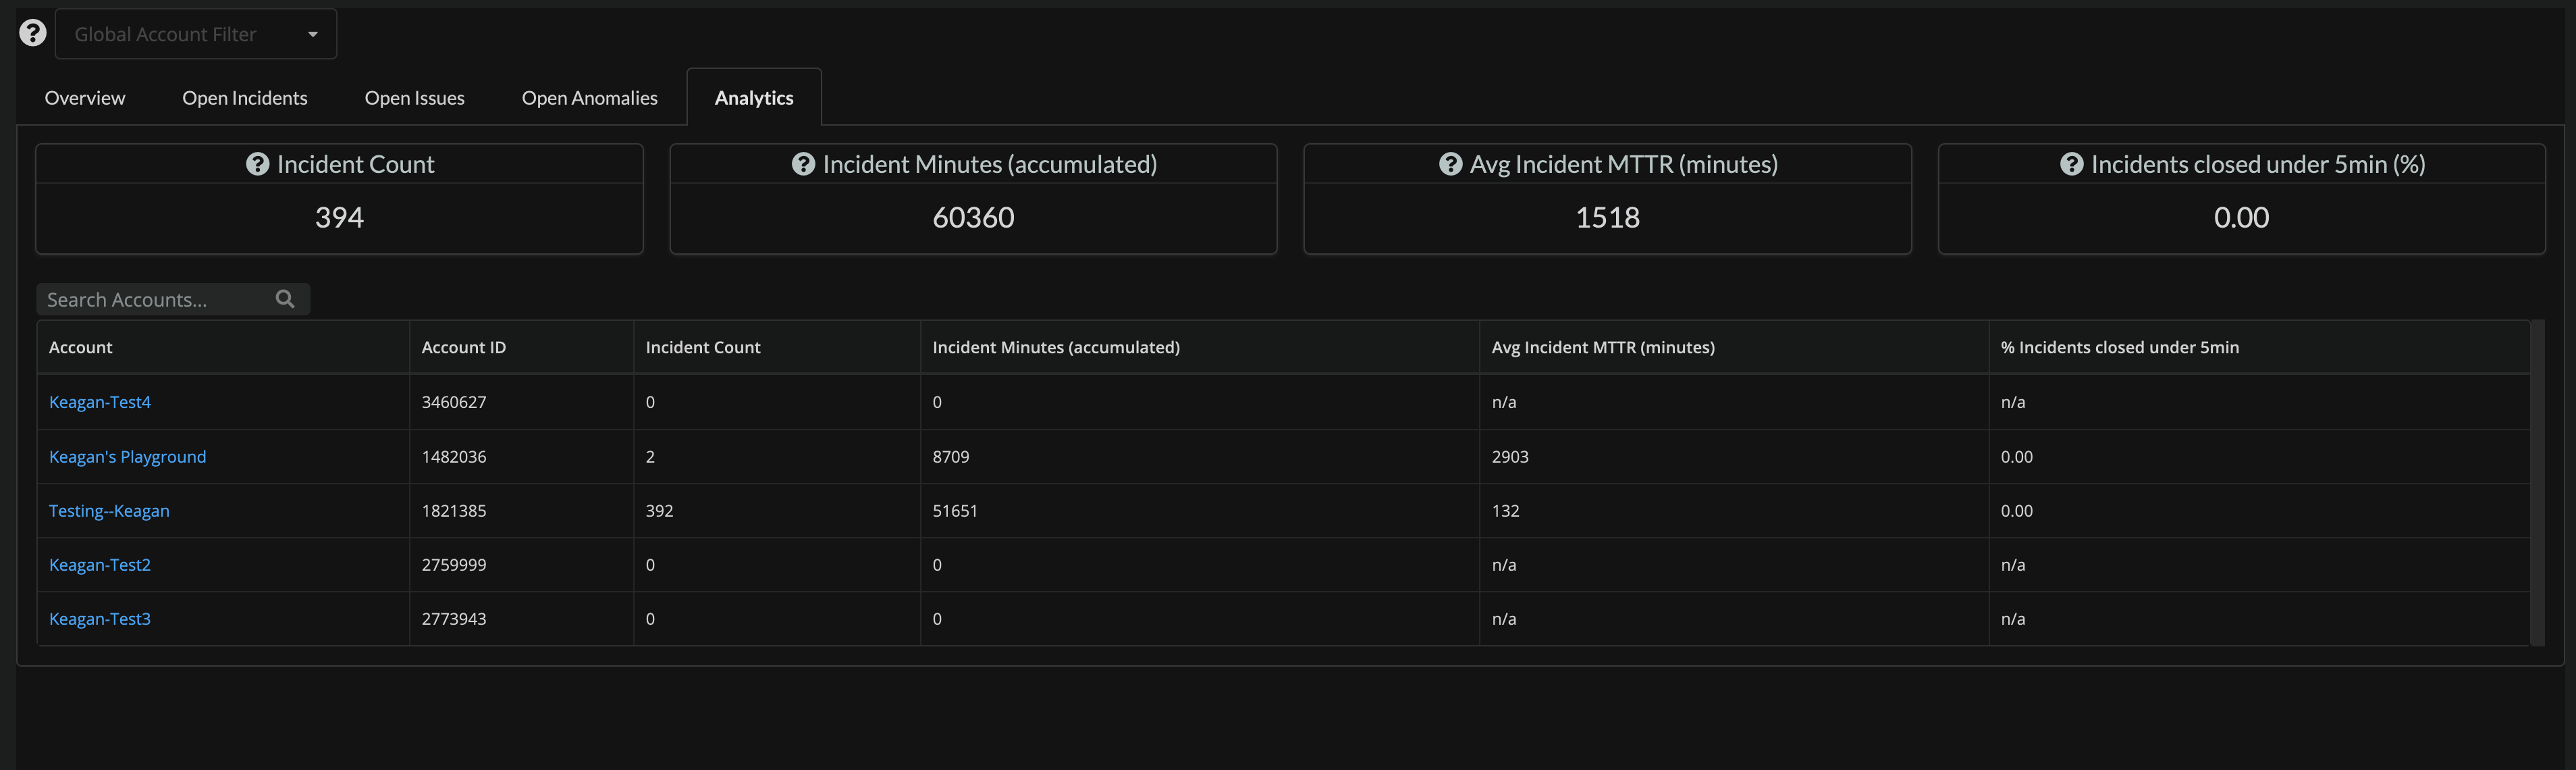 Global Account Filter
Overview Open Incidents Open Issues Open Anomalies Analytics
Incident Count Incident Minutes (accumulated) Avg Incident MTTR (minutes) Incidents closed under 5min (%)
394 60360 1518 0.00
Search Accounts...
Account Account ID Incident Count Incident Minutes (accumulated) Avg Incident MTTR (minutes) % Incidents closed under 5min
Keagan-Test4 3460627 0 0 n/a n/a
Keagan's Playground 1482036 2 8709 2903 0.00
Testing--Keagan 1821385 392 51651 132 0.00
Keagan-Test2 2759999 0 0 n/a n/a
Keagan-Test3 2773943 0 0 n/a n/a